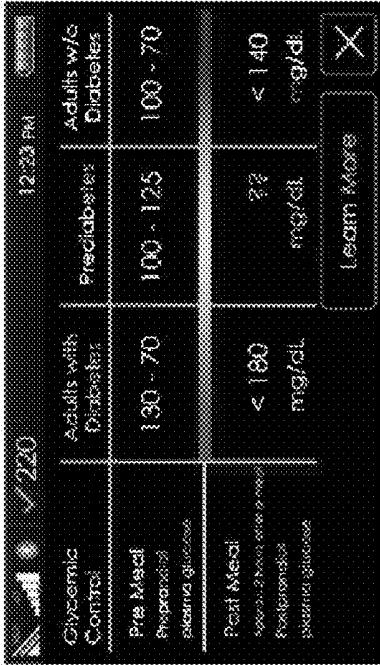 ✓220 12:33 PM
Glycemic Control
Adults with Diabetes
Prediabetes
Adults w/o Diabetes
Pre Meal
Preprandial
plasma glucose
130 - 70
100 - 125
100 - 70
Post Meal
Postprandial
plasma glucose
< 180 mg/dL
?? mg/dL
< 140 mg/dL
Learn More
X